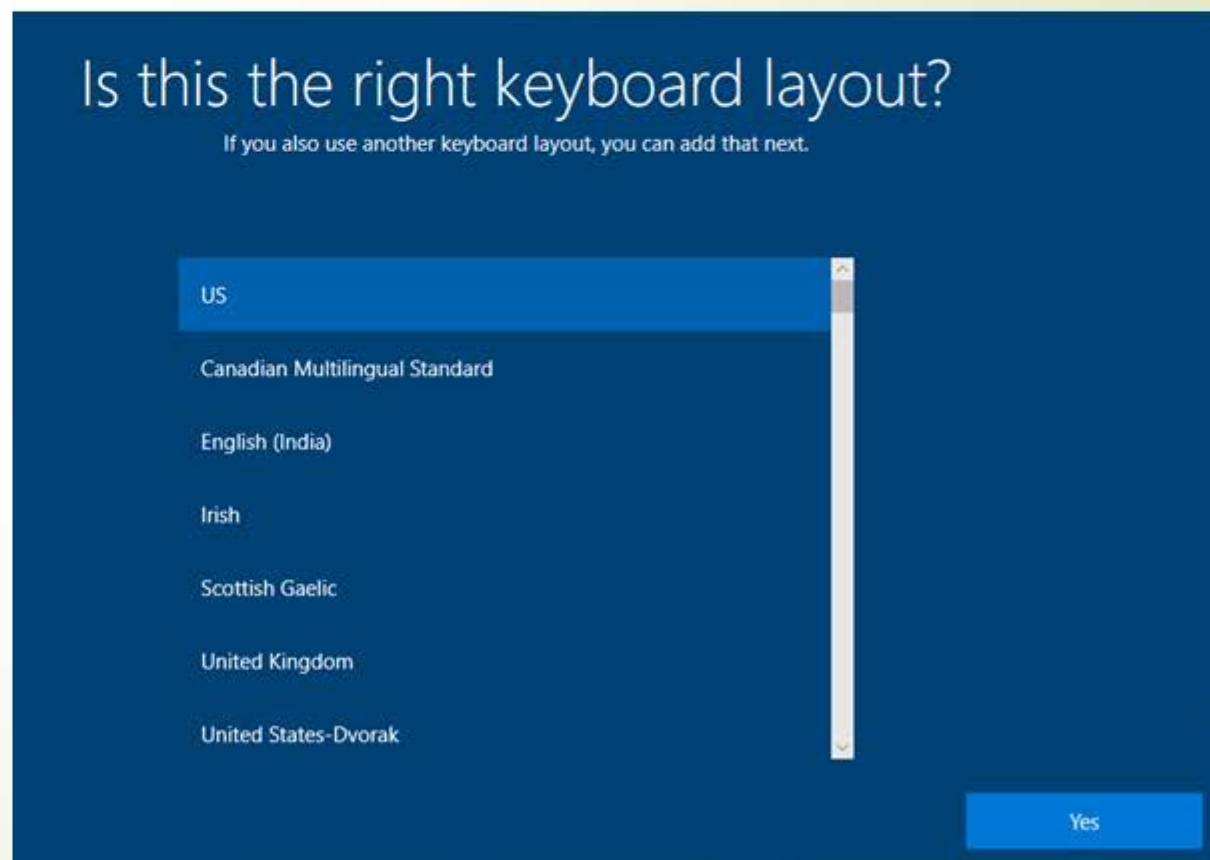 Is this the right keyboard layout?
If you also use another keyboard layout, you can add that next.
US
Canadian Multilingual Standard
English (India)
Irish
Scottish Gaelic
United Kingdom
United States-Dvorak
Yes